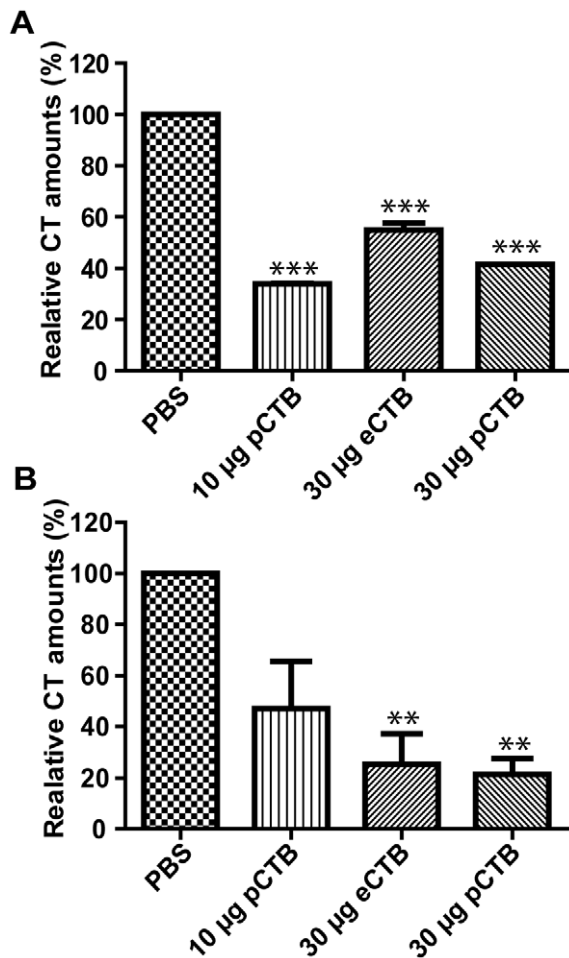 A
Realative CT amounts (%)
120
100
80
60
40
20
0
***
***
***
PBS
10 µg pCTB
30 µg eCTB
30 µg pCTB
B
Realative CT amounts (%)
120
100
80
60
40
20
0
**
**
PBS
10 µg pCTB
30 µg eCTB
30 µg pCTB